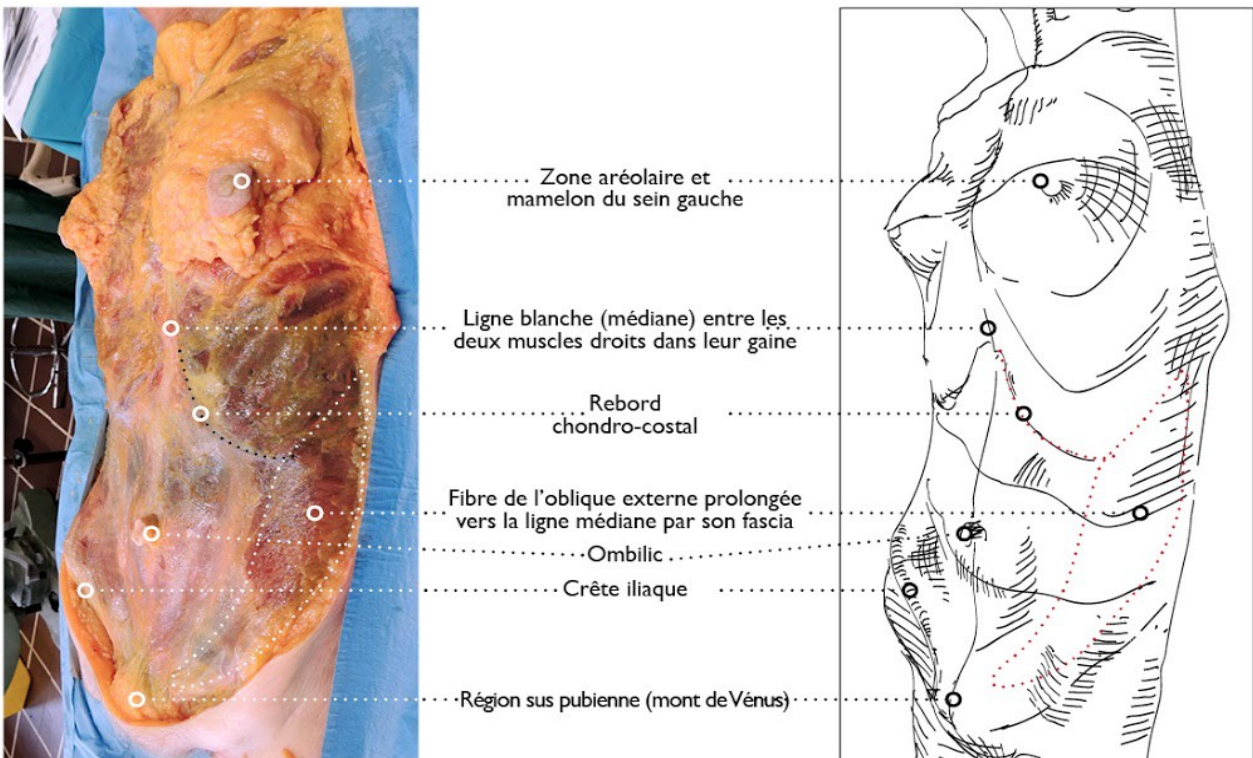 Zone aréolaire et
mamelon du sein gauche
Ligne blanche (médiane) entre les
deux muscles droits dans leur gaine
Rebord
chondro-costal
Fibre de l’oblique externe prolongée
vers la ligne médiane par son fascia
Ombilic
Crête iliaque
Région sus pubienne (mont de Vénus)